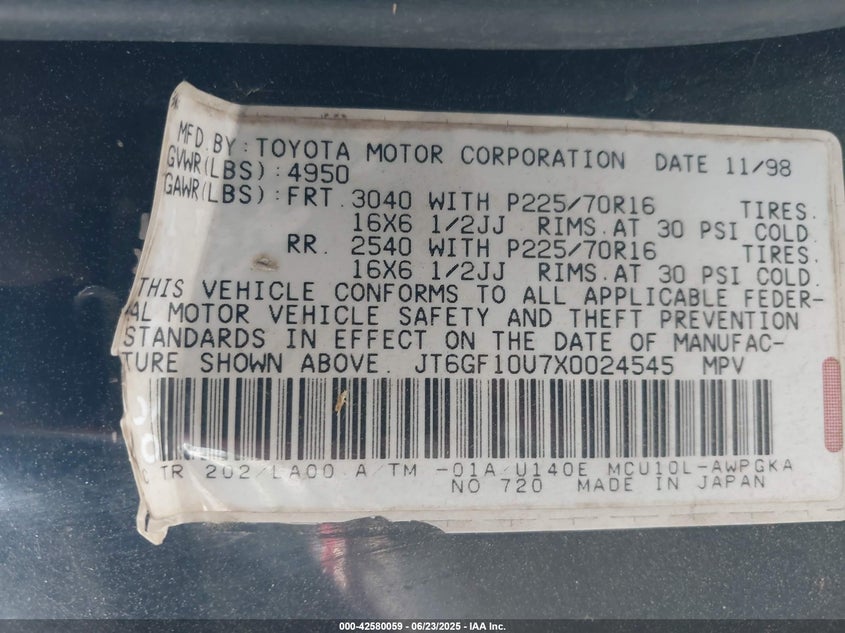 MFD.BY:TOYOTA MOTOR CORPORATION DATE 11/98
GVWR(LBS):4950
GAWR(LBS):FRT.3040 WITH P225/70R16 TIRES.
16X6 1/2JJ RIMS.AT 30 PSI COLD.
RR. 2540 WITH P225/70R16 TIRES.
16X6 1/2JJ RIMS.AT 30 PSI COLD.
THIS VEHICLE CONFORMS TO ALL APPLICABLE FEDER-
AL MOTOR VEHICLE SAFETY AND THEFT PREVENTION
STANDARDS IN EFFECT ON THE DATE OF MANUFAC-
TURE SHOWN ABOVE. JT6GF10U7X0024545 MPV
C/TR 202/LA00 A/TM -01A/U140E MCU10L-AWPGKA
NO 720 MADE IN JAPAN
000-42580059 - 06/23/2025 - IAA Inc.